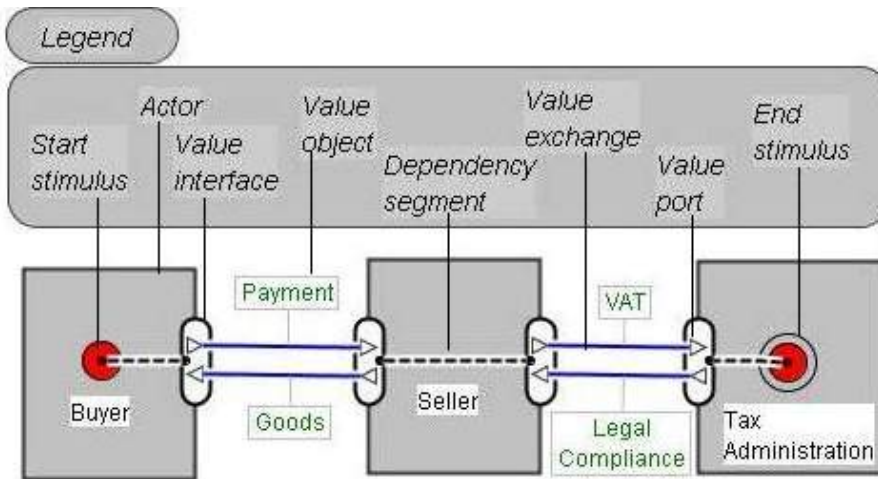 Legend
Actor
Value
object
Value
exchange
End
stimulus
Start
stimulus
Value
interface
Dependency
segment
Value
port
Payment
VAT
Buyer
Goods
Seller
Legal
Compliance
Tax
Administration